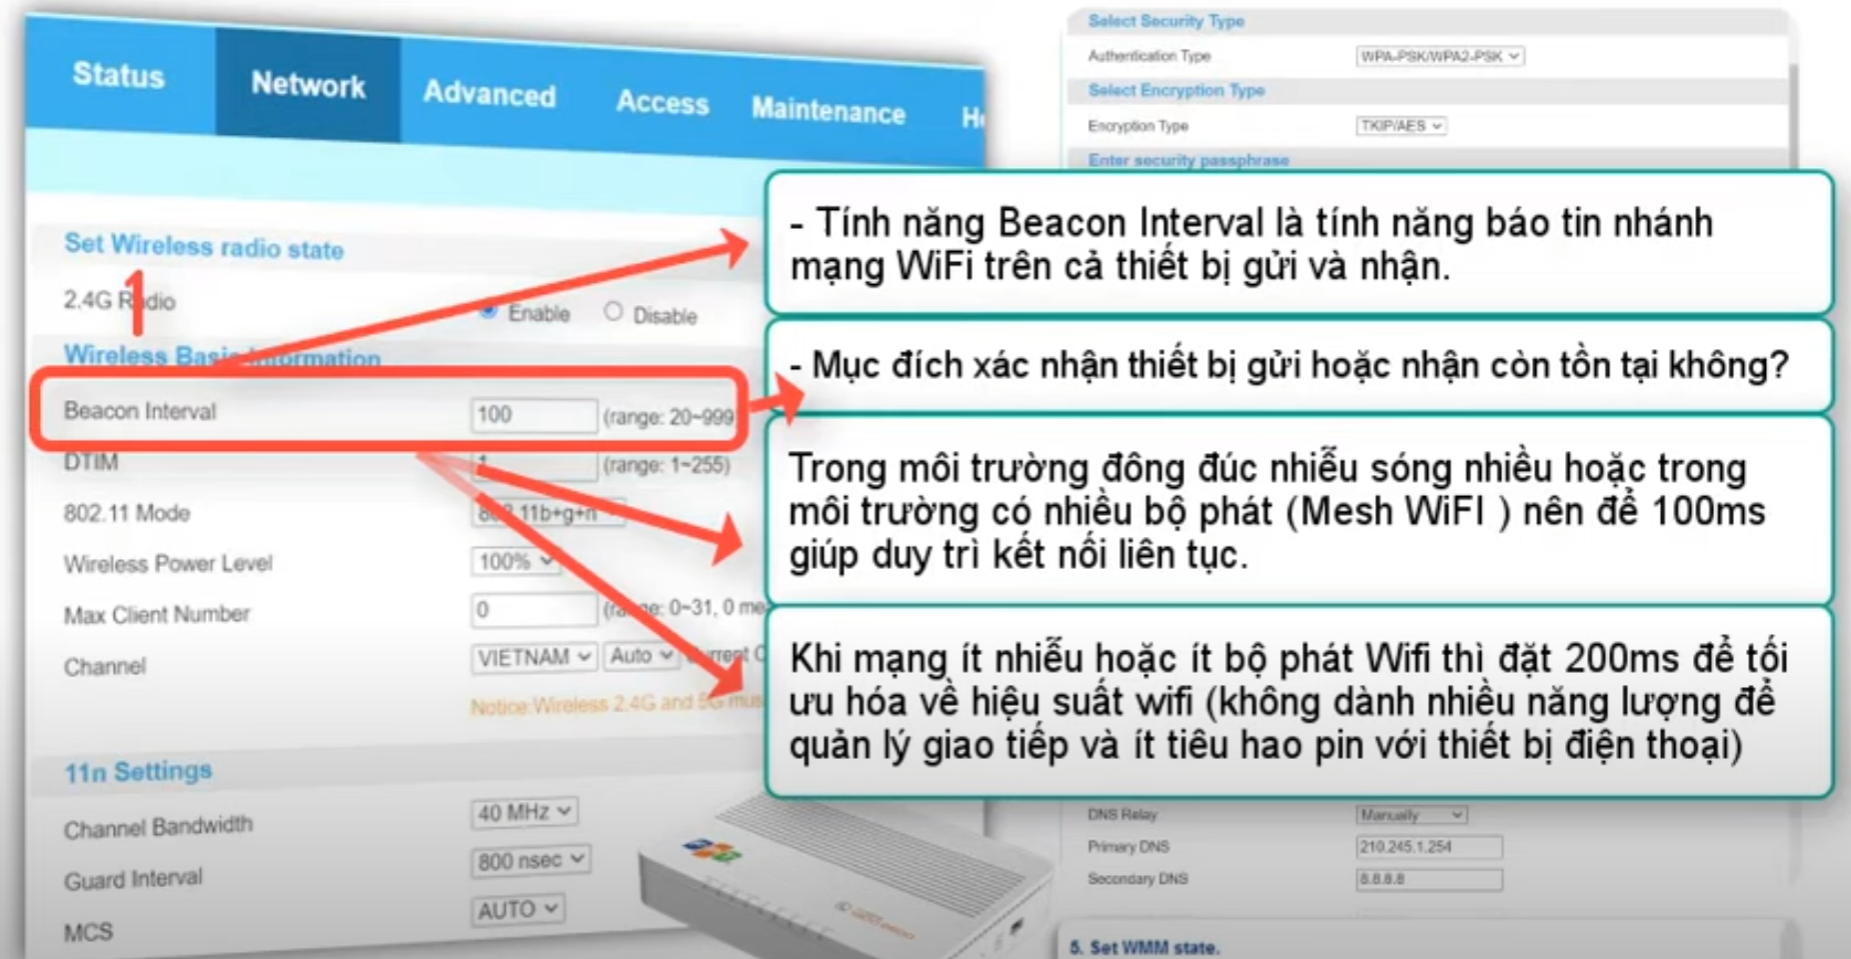 Status
Network
Advanced
Access
Maintenance
Set Wireless radio state
1
2.4G Radio
Enable
Disable
Wireless Basic Information
Beacon Interval
100
(range: 20~999
DTIM
1
(range: 1~255)
802.11 Mode
802.11b+g+n
Wireless Power Level
100%
Max Client Number
0
(range: 0~31, 0
Channel
VIETNAM
Auto
Notice:Wireless 2.4G and 5G
11n Settings
Channel Bandwidth
40 MHz
Guard Interval
800 nsec
MCS
AUTO
Select Security Type
Authentication Type
WPA-PSK/WPA2-PSK
Select Encryption Type
Encryption Type
TKIP/AES
Enter security passphrase
- Tính năng Beacon Interval là tính năng báo tin nhánh
mạng WiFi trên cả thiết bị gửi và nhận.
- Mục đích xác nhận thiết bị gửi hoặc nhận còn tồn tại không?
Trong môi trường đông đúc nhiễu sóng nhiều hoặc trong
môi trường có nhiều bộ phát (Mesh WiFI ) nên để 100ms
giúp duy trì kết nối liên tục.
Khi mạng ít nhiễu hoặc ít bộ phát Wifi thì đặt 200ms để tối
ưu hóa về hiệu suất wifi (không dành nhiều năng lượng để
quản lý giao tiếp và ít tiêu hao pin với thiết bị điện thoại)
DNS Relay
Manually
Primary DNS
210.245.1.254
Secondary DNS
8.8.8.8
5. Set WMM state.